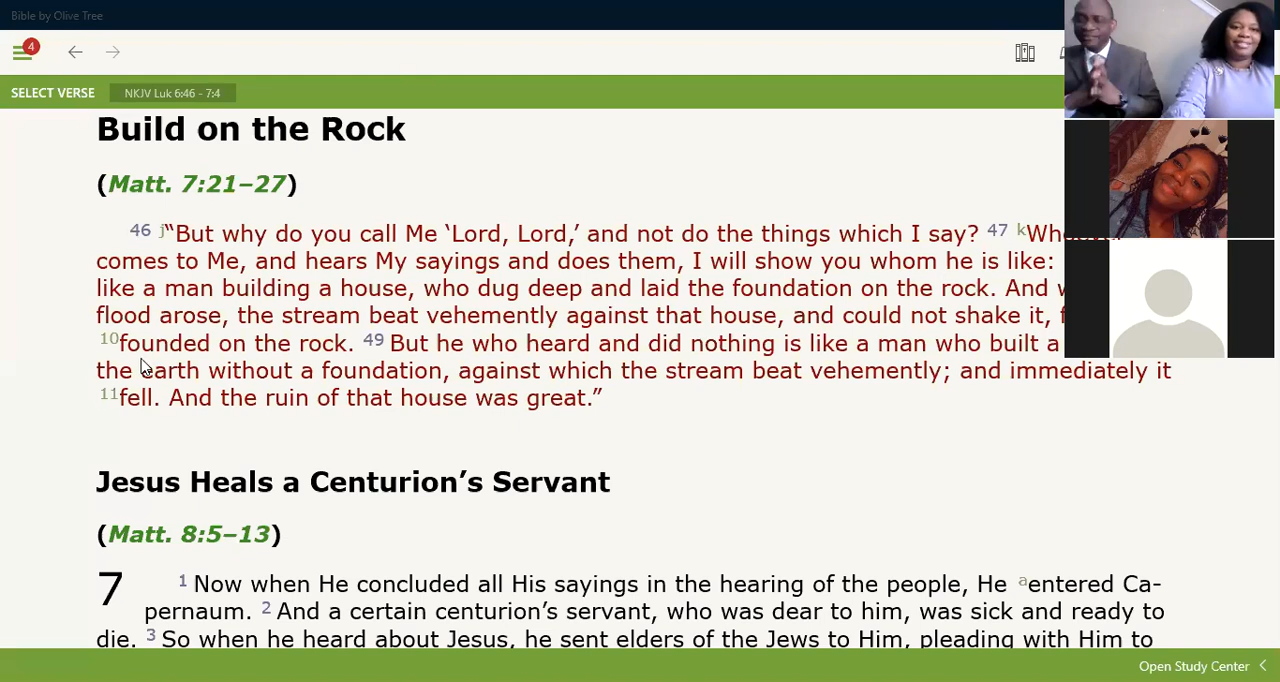 Bible by Olive Tree
4
SELECT VERSE NKJV Luk 6:46 - 7:4
Build on the Rock
(Matt. 7:21–27)
46 j“But why do you call Me ‘Lord, Lord,’ and not do the things which I say? 47 k
comes to Me, and hears My sayings and does them, I will show you whom he is like:
like a man building a house, who dug deep and laid the foundation on the rock. And
flood arose, the stream beat vehemently against that house, and could not shake it,
10founded on the rock. 49 But he who heard and did nothing is like a man who built a
the earth without a foundation, against which the stream beat vehemently; and immediately it
11fell. And the ruin of that house was great.”
Jesus Heals a Centurion’s Servant
(Matt. 8:5–13)
7 1 Now when He concluded all His sayings in the hearing of the people, He aentered Ca-
pernaum. 2 And a certain centurion’s servant, who was dear to him, was sick and ready to
die. 3 So when he heard about Jesus, he sent elders of the Jews to Him, pleading with Him to
Open Study Center